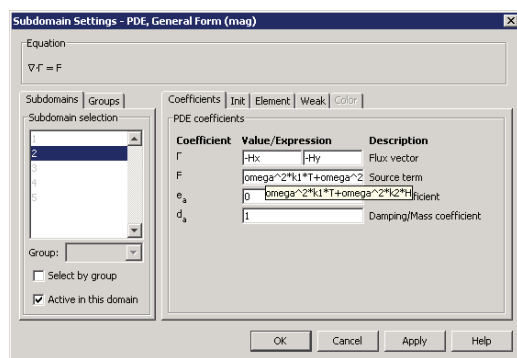 Subdomain Settings - PDE, General Form (mag)
Equation
∇·Γ = F
Subdomains Groups
Subdomain selection
1
2
3
4
5
Group:
Select by group
Active in this domain
Coefficients Init Element Weak Color
PDE coefficients
Coefficient Value/Expression Description
Γ -Hx -Hy Flux vector
F omega^2*k1*T+omega^2 Source term
omega^2*k1*T+omega^2*k2*H
eₐ 0 ficient
dₐ 1 Damping/Mass coefficient
OK Cancel Apply Help